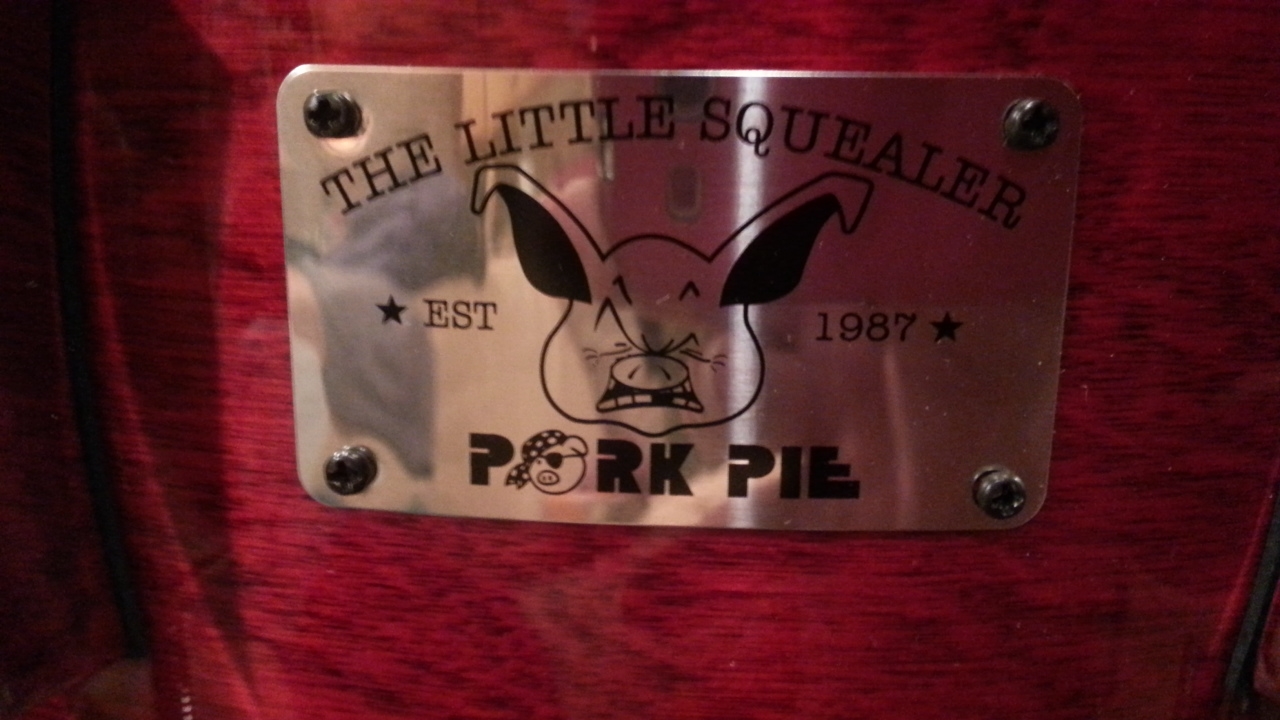 THE LITTLE SQUEALER
★ EST 1987 ★
PORK PIE